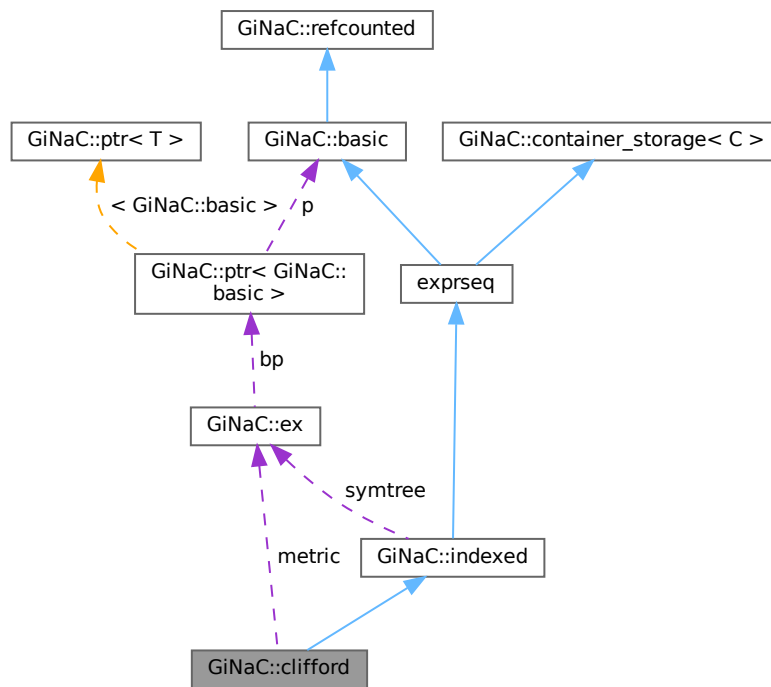 GiNaC::refcounted
GiNaC::ptr< T >
GiNaC::basic
GiNaC::container_storage< C >
< GiNaC::basic >
p
GiNaC::ptr< GiNaC::
basic >
exprseq
bp
GiNaC::ex
symtree
metric
GiNaC::indexed
GiNaC::clifford